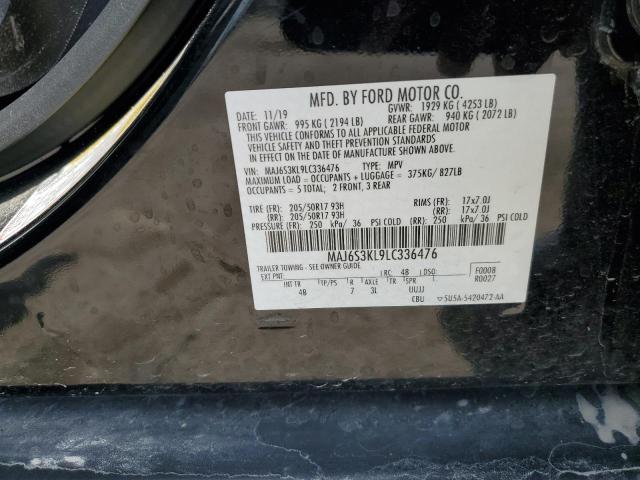 MFD. BY FORD MOTOR CO.
DATE: 11/19 GVWR: 1929 KG (4253 LB)
FRONT GAWR: 995 KG (2194 LB) REAR GAWR: 940 KG (2072 LB)
THIS VEHICLE CONFORMS TO ALL APPLICABLE FEDERAL MOTOR
VEHICLE SAFETY AND THEFT PREVENTION STANDARDS
IN EFFECT ON THE DATE OF MANUFACTURE SHOWN ABOVE.
VIN: MAJ6S3KL9LC336476 TYPE: MPV
MAXIMUM LOAD = OCCUPANTS + LUGGAGE = 375KG/ 827LB
OCCUPANTS = 5 TOTAL; 2 FRONT, 3 REAR
TIRE (FR): 205/50R17 93H RIMS (FR): 17x7.0J
(RR): 205/50R17 93H (RR): 17x7.0J
PRESSURE (FR): 250 kPa/ 36 PSI COLD (RR): 250 kPa/ 36 PSI COLD
MAJ6S3KL9LC336476
TRAILER TOWING - SEE OWNER GUIDE
EXT PNT: RC: 48 DSO: F0008
R0027
INT TR TP/PS R AXLE TR SPR
4B 7 3L UUJJ
CBU 5U5A-5420472-AA